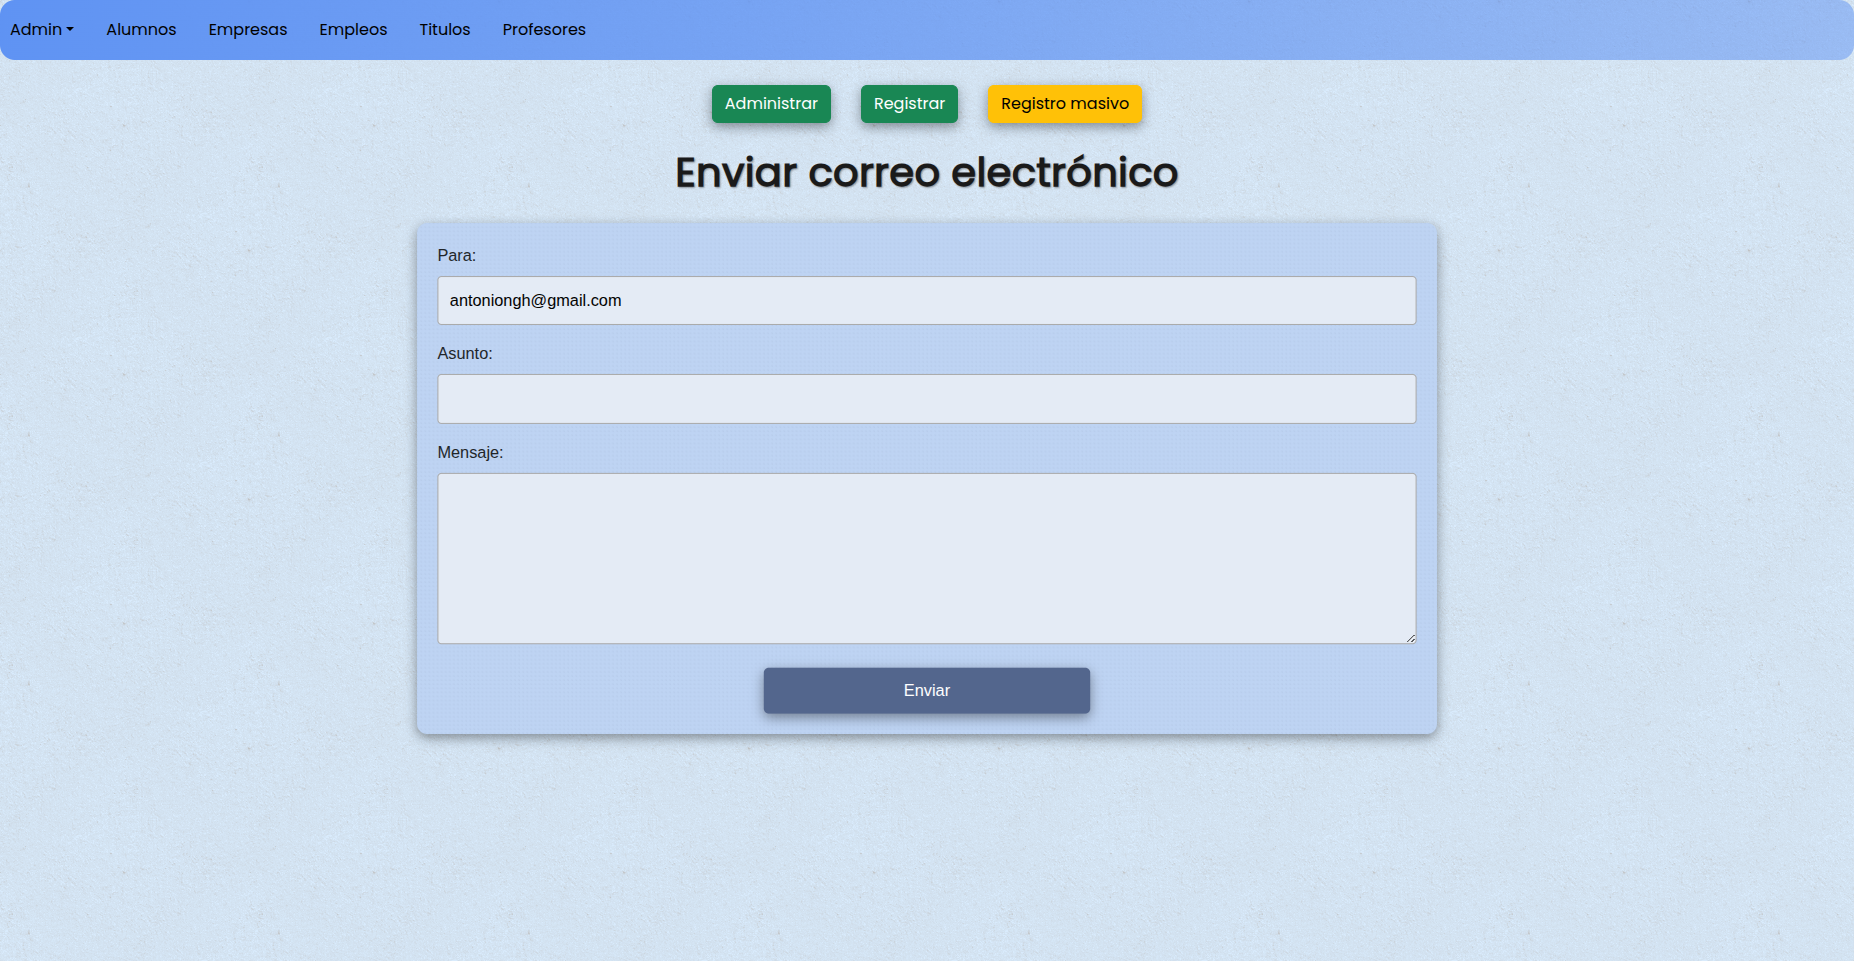 Admin Alumnos Empresas Empleos Titulos Profesores
Administrar Registrar Registro masivo
Enviar correo electrónico
Para:
antoniongh@gmail.com
Asunto:
Mensaje:
Enviar